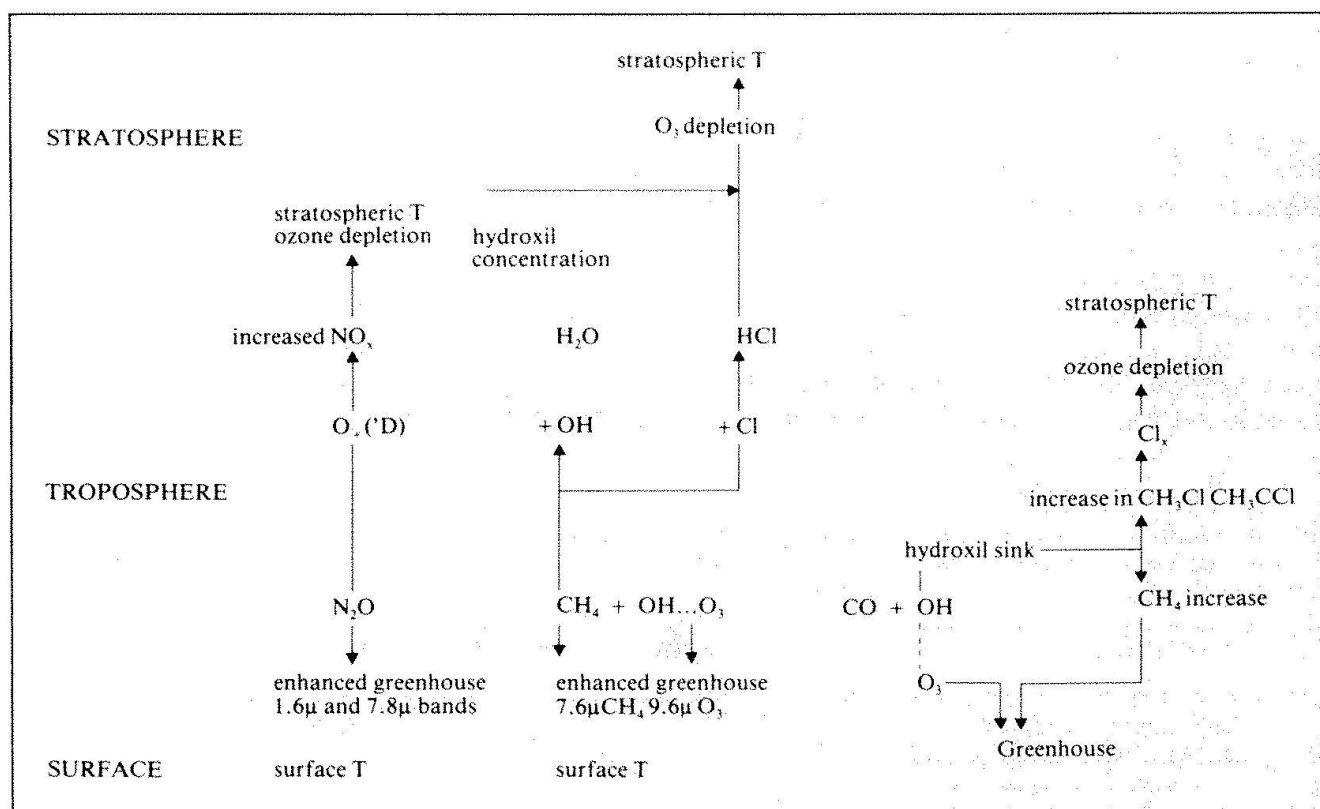 stratospheric T
O₃ depletion
STRATOSPHERE
stratospheric T
ozone depletion
hydroxil
concentration
stratospheric T
increased NOₓ
H₂O
HCl
ozone depletion
('D)
+ OH
+ Cl
Clₓ
TROPOSPHERE
increase in CH₃Cl CH₃CCl
hydroxil sink
N₂O
CH₄ + OH...O₃
CO + OH
CH₄ increase
enhanced greenhouse
1.6μ and 7.8μ bands
enhanced greenhouse
7.6μCH₄ 9.6μ O₃
O₃
Greenhouse
SURFACE
surface T
surface T